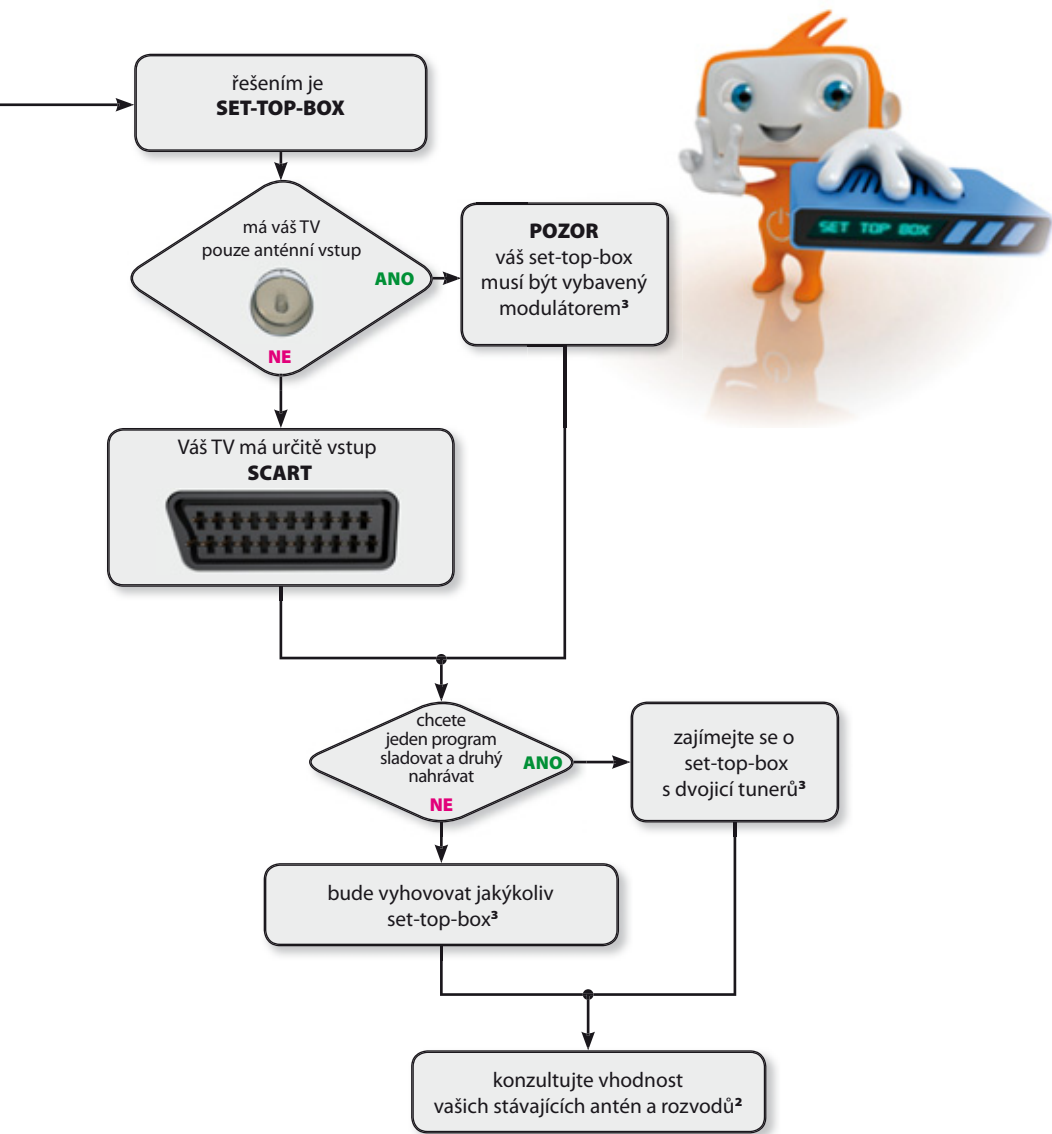 řešením je
SET-TOP-BOX
má váš TV
pouze anténní vstup
ANO
NE
POZOR
váš set-top-box
musí být vybavený
modulátorem³
SET TOP BOX
Váš TV má určitě vstup
SCART
chcete
jeden program
sladovat a druhý
nahrávat
ANO
NE
zajímejte se o
set-top-box
s dvojicí tunerů³
bude vyhovovat jakýkoliv
set-top-box³
konzultujte vhodnost
vašich stávajících antén a rozvodů²